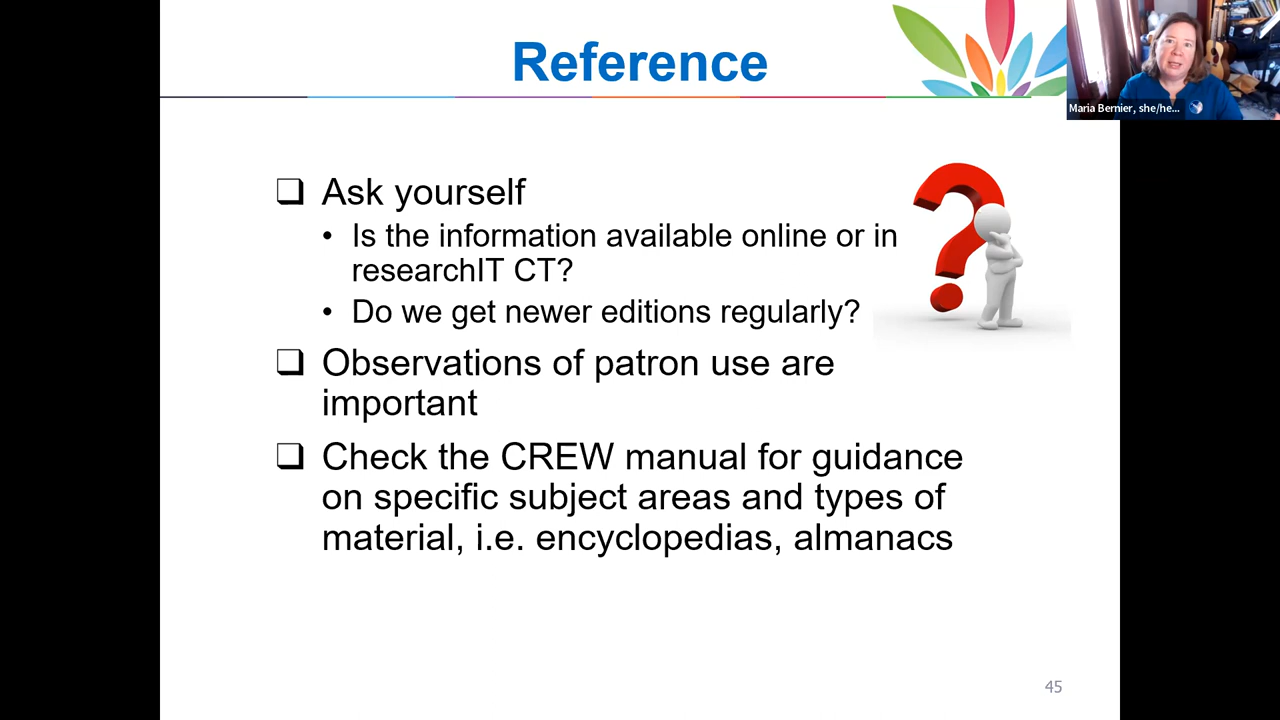 Reference
Maria Bernier, she/he...
❑ Ask yourself
• Is the information available online or in
researchIT CT?
• Do we get newer editions regularly?
❑ Observations of patron use are
important
❑ Check the CREW manual for guidance
on specific subject areas and types of
material, i.e. encyclopedias, almanacs
45